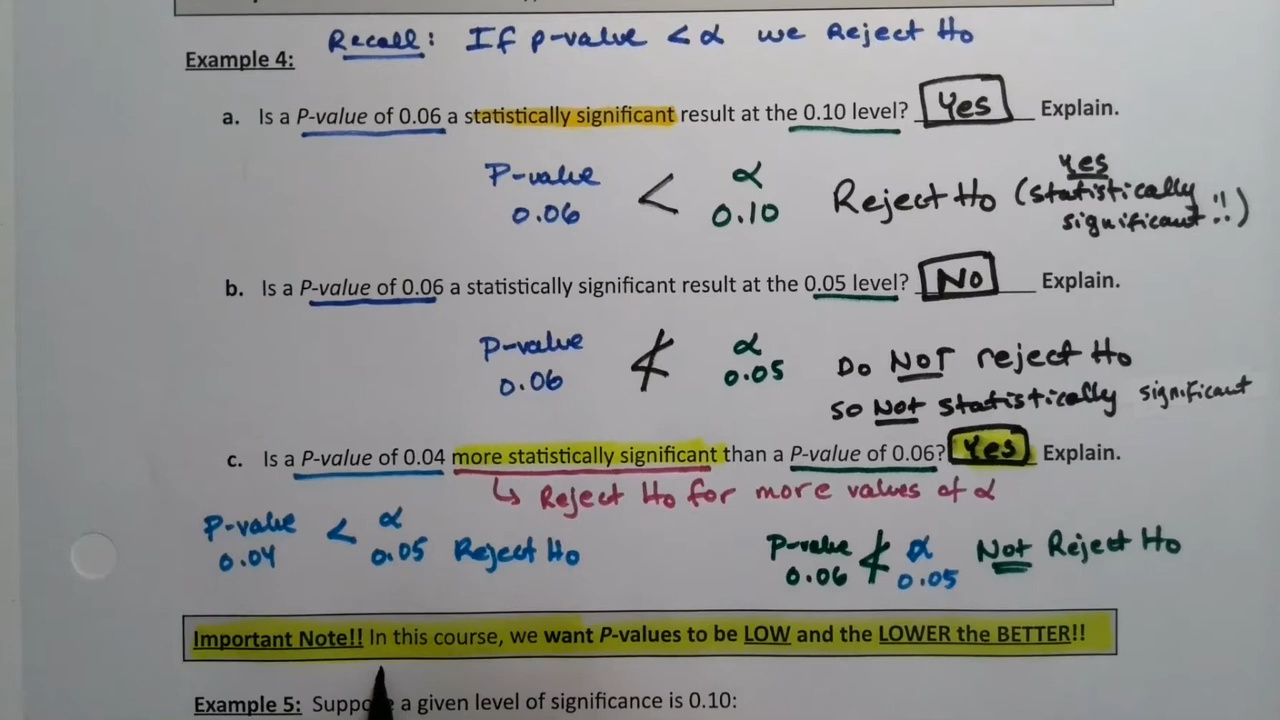 Recall: If p-value < α we Reject Ho
Example 4:
a. Is a P-value of 0.06 a statistically significant result at the 0.10 level? Yes Explain.
P-value < α Reject Ho (yes statistically significant!!)
0.06 0.10
b. Is a P-value of 0.06 a statistically significant result at the 0.05 level? No Explain.
P-value ≮ α Do NOT reject Ho
0.06 0.05
so Not statistically significant
c. Is a P-value of 0.04 more statistically significant than a P-value of 0.06? Yes Explain.
↳ Reject Ho for more values of α
P-value < α P-value ≮ α Not Reject Ho
0.04 0.05 Reject Ho 0.06 0.05
Important Note!! In this course, we want P-values to be LOW and the LOWER the BETTER!!
Example 5: Suppo a given level of significance is 0.10: